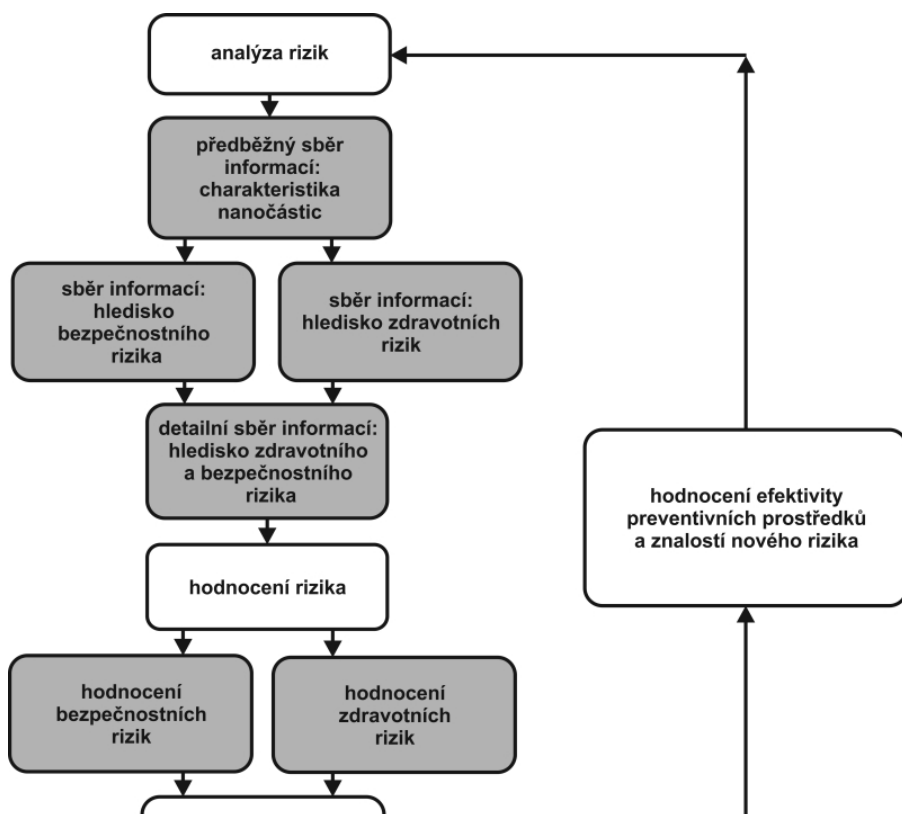 analýza rizik
předběžný sběr
informací:
charakteristika
nanočástic
sběr informací:
hledisko
bezpečnostního
rizika
sběr informací:
hledisko zdravotních
rizik
detailní sběr informací:
hledisko zdravotního
a bezpečnostního
rizika
hodnocení efektivity
preventivních prostředků
a znalostí nového rizika
hodnocení rizika
hodnocení
bezpečnostních
rizik
hodnocení
zdravotních
rizik